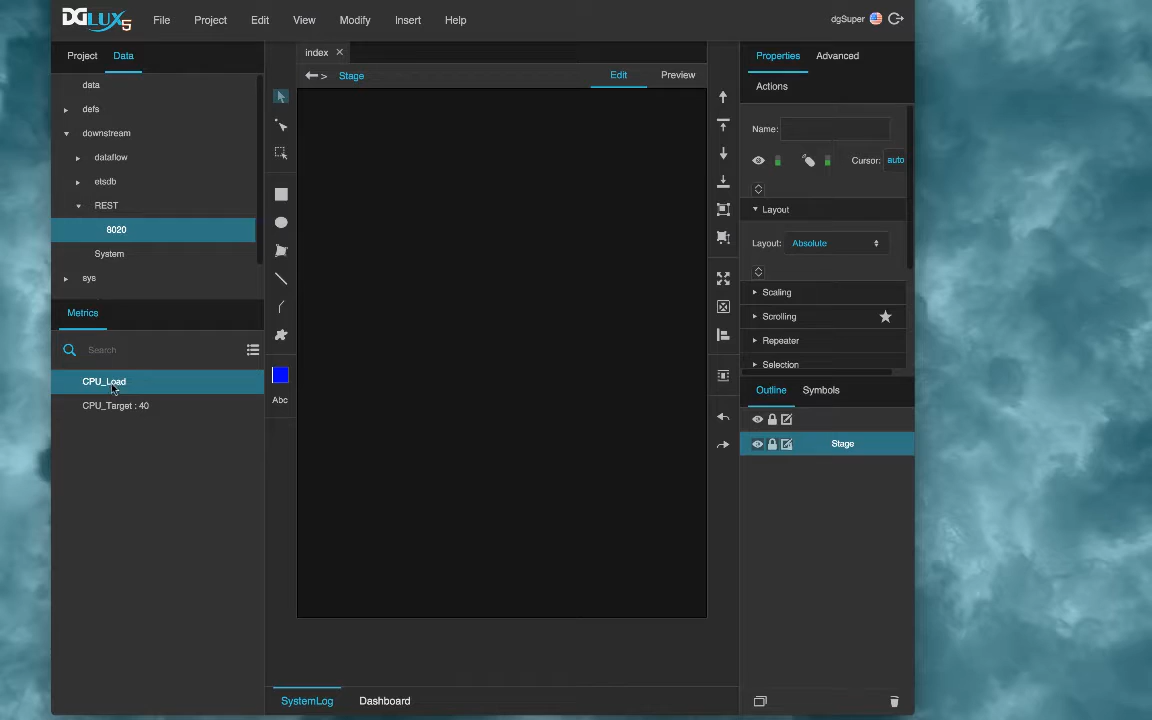 DGLUX5 File Project Edit View Modify Insert Help dgSuper
Project Data
data
defs
downstream
dataflow
etsdb
REST
8020
System
sys
Metrics
Search
CPU_Load
CPU_Target : 40
index
Stage Edit Preview
Abc
SystemLog Dashboard
Properties Advanced
Actions
Name:
Cursor: auto
Layout
Layout: Absolute
Scaling
Scrolling
Repeater
Selection
Outline Symbols
Stage